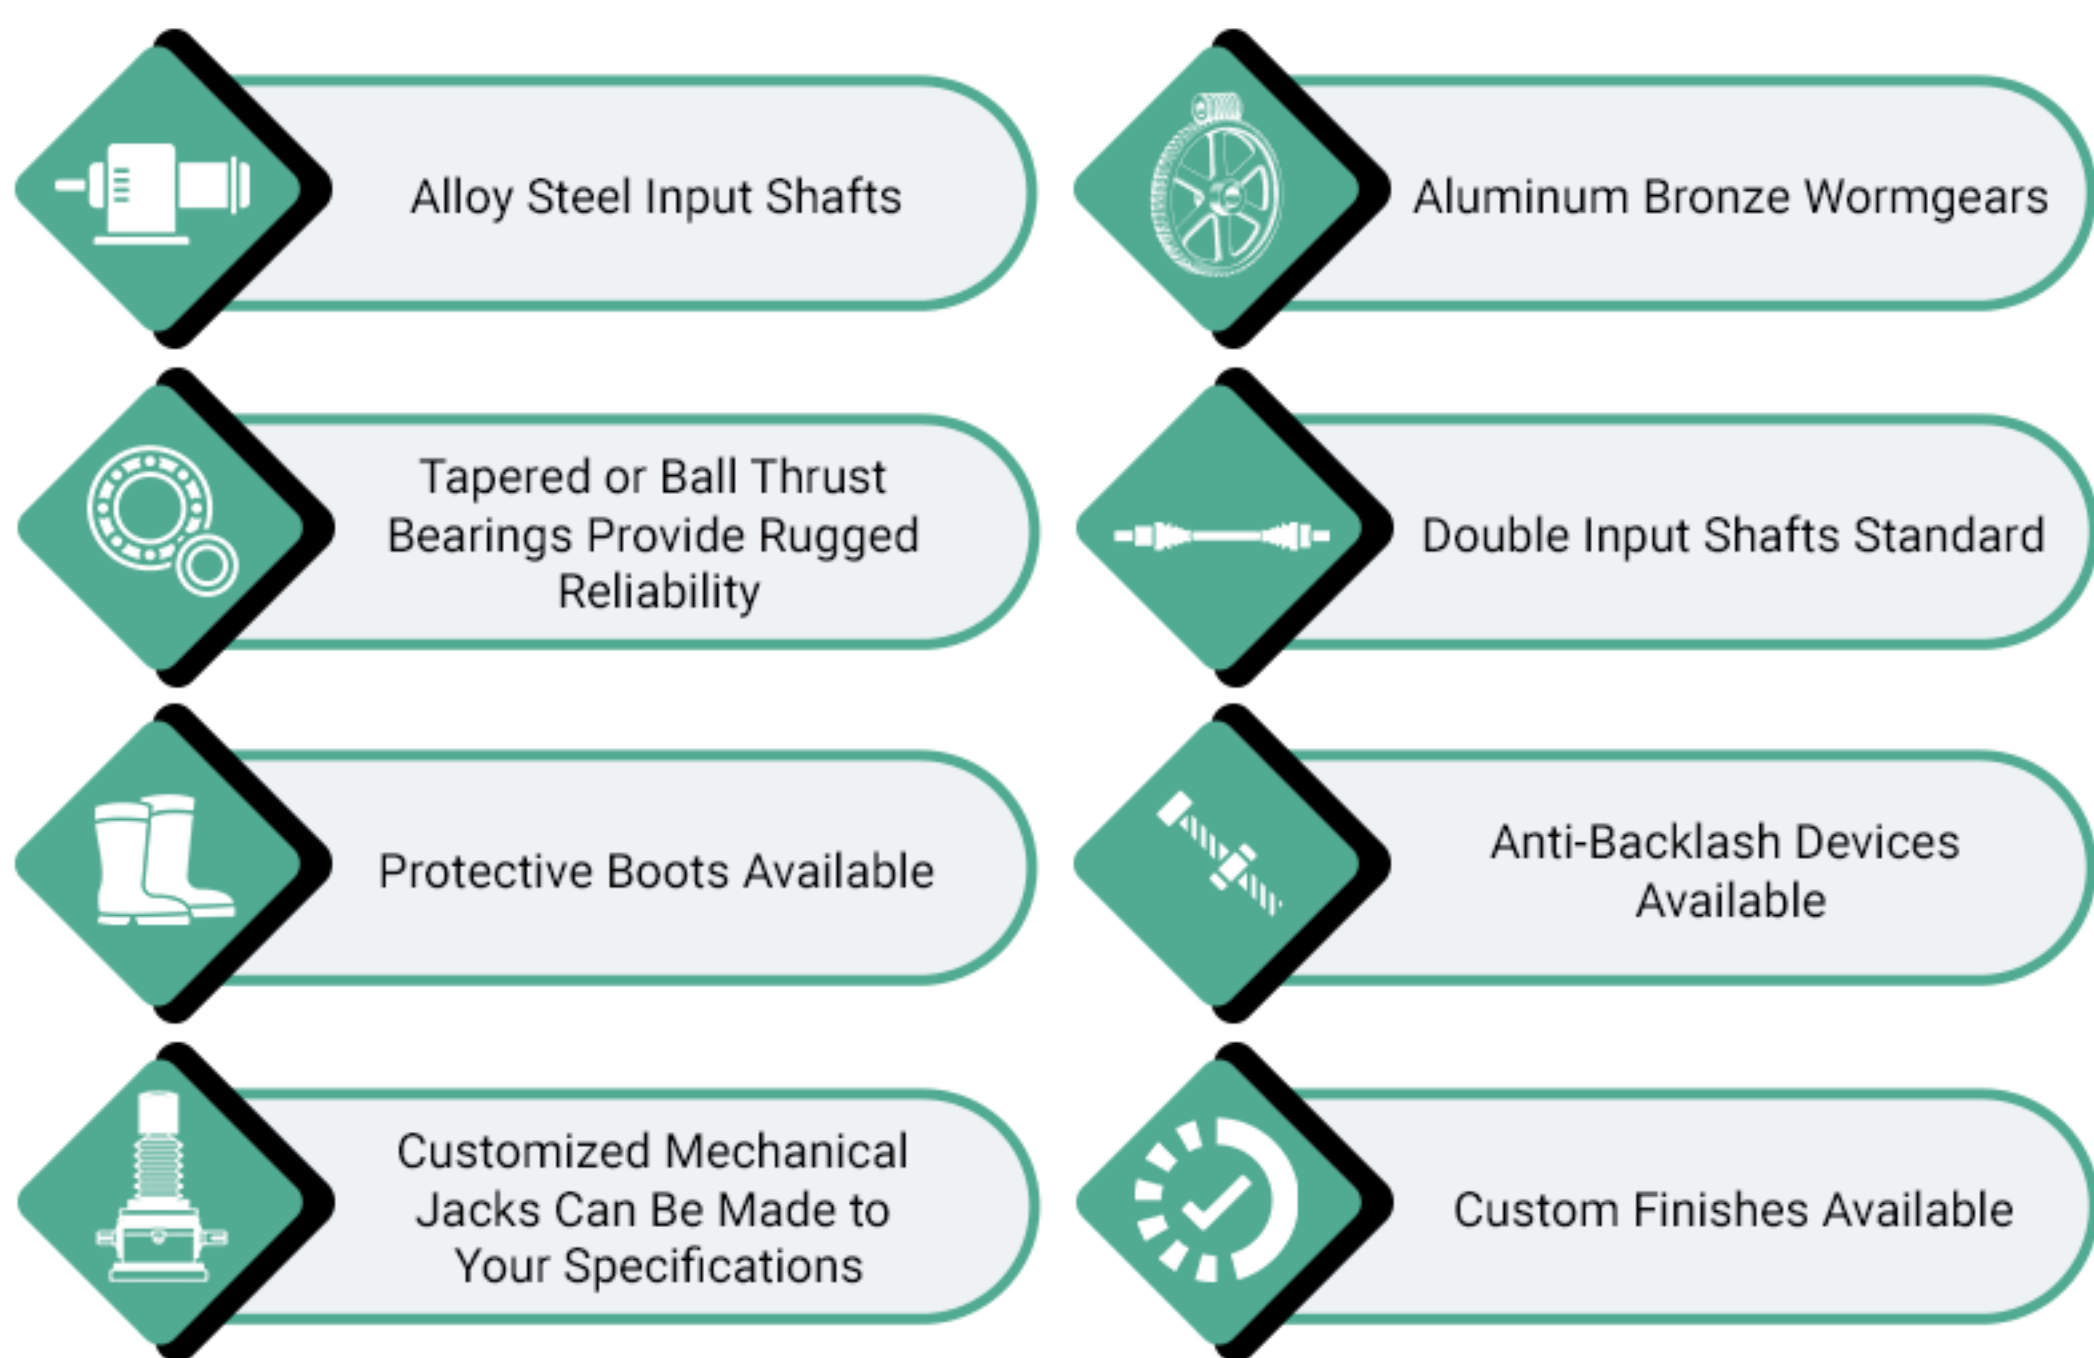 Alloy Steel Input Shafts
Aluminum Bronze Wormgears
Tapered or Ball Thrust
Bearings Provide Rugged
Reliability
Double Input Shafts Standard
Protective Boots Available
Anti-Backlash Devices
Available
Customized Mechanical
Jacks Can Be Made to
Your Specifications
Custom Finishes Available